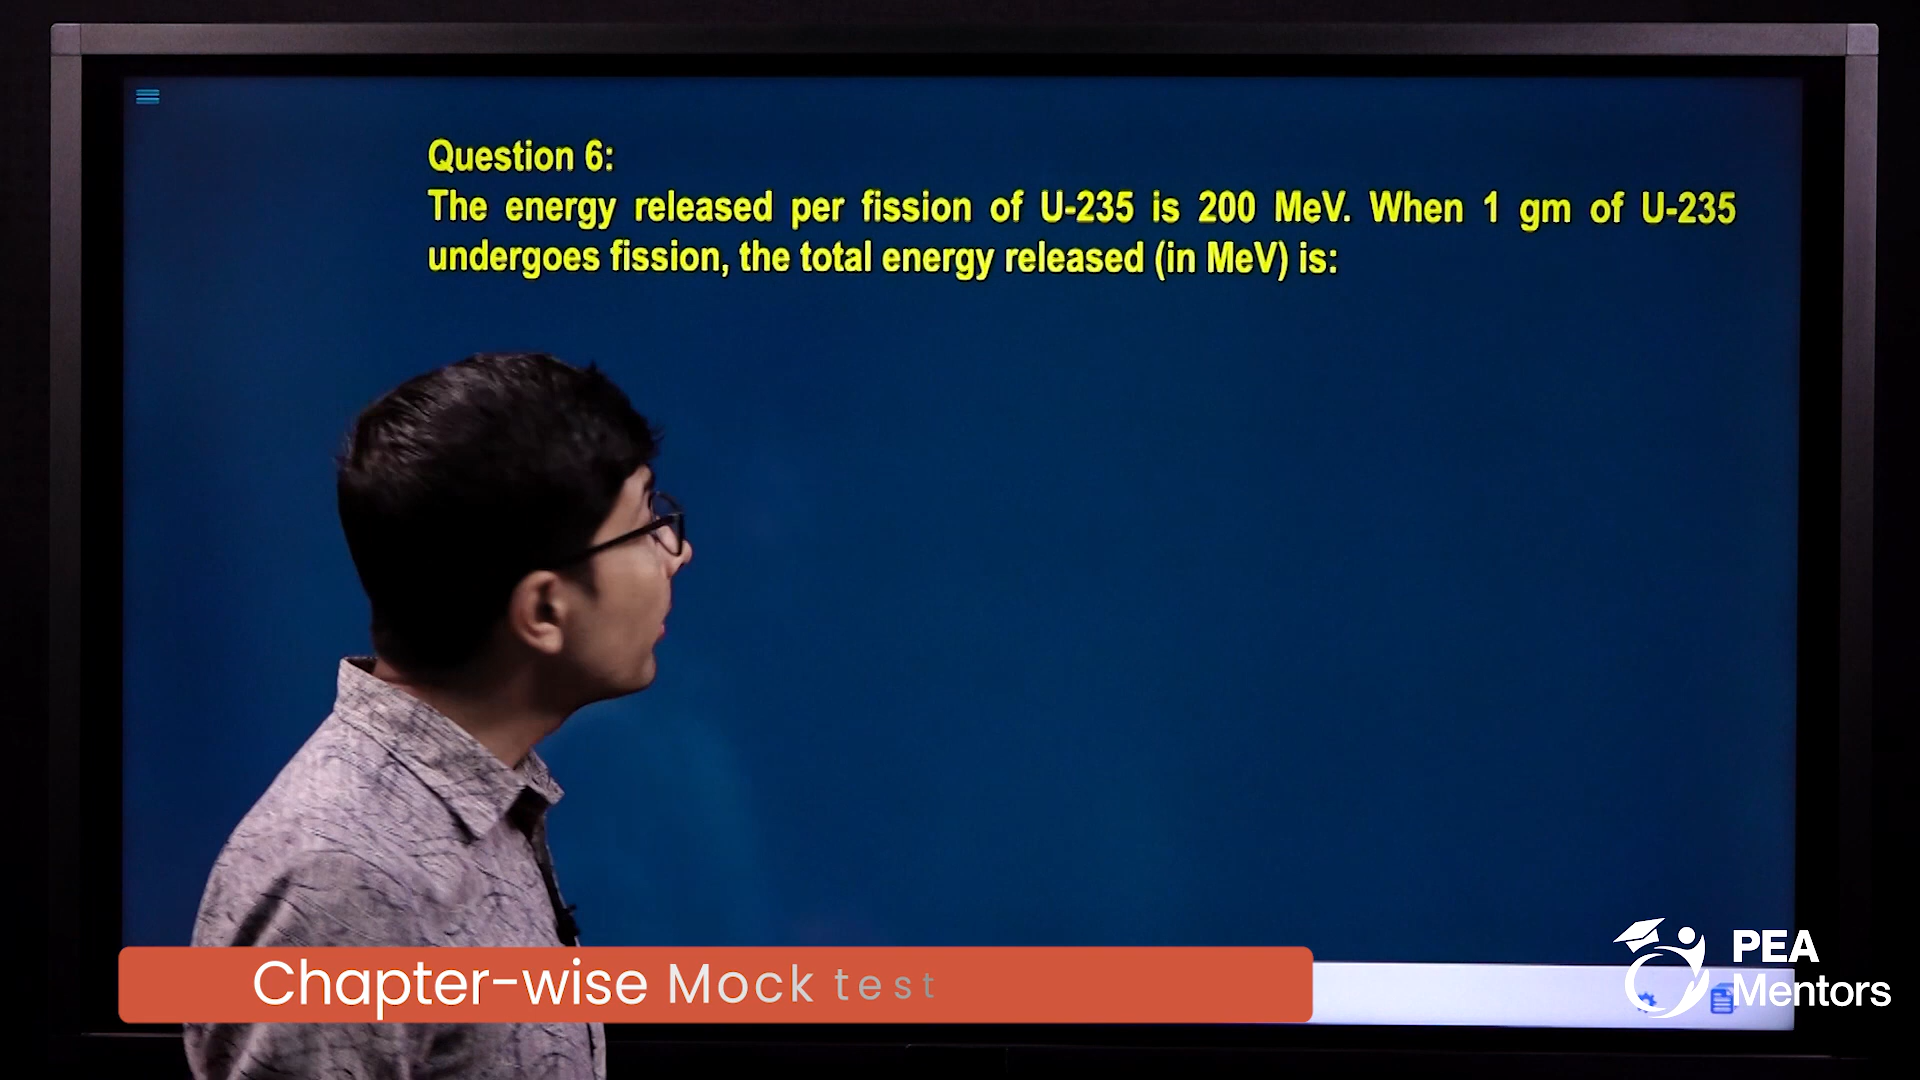 Question 6:
The energy released per fission of U-235 is 200 MeV. When 1 gm of U-235
undergoes fission, the total energy released (in MeV) is:
Chapter-wise Mock test
PEA
Mentors